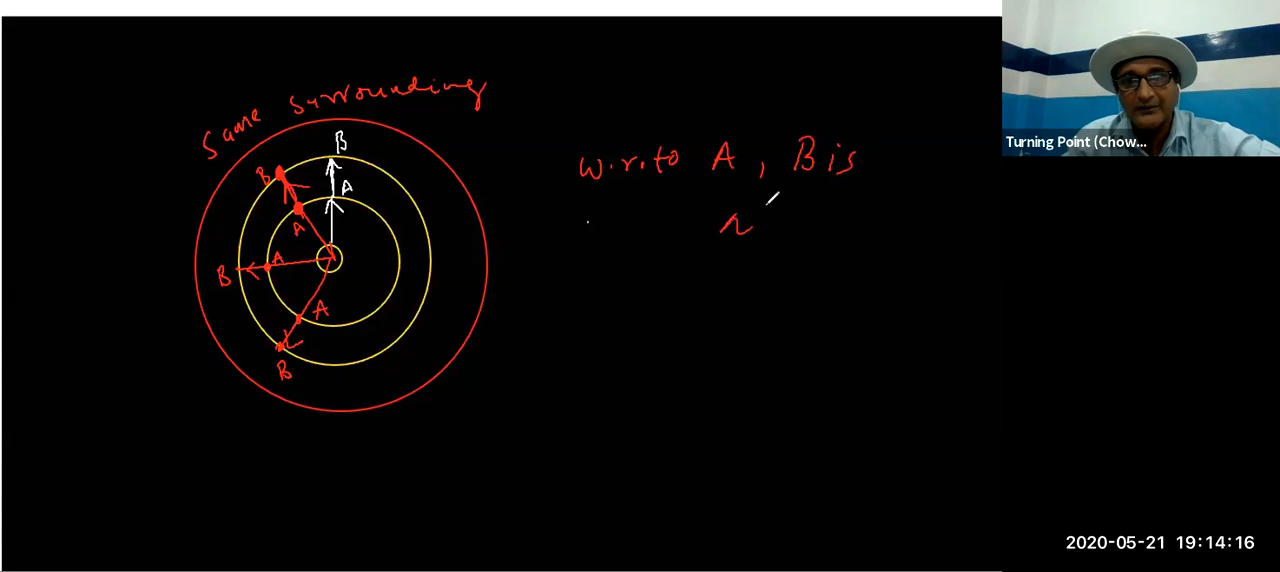 Same surrounding
B
A
B
A
B
A
A
B
w.r.to A, B is
Turning Point (Chow...
2020-05-21 19:14:16